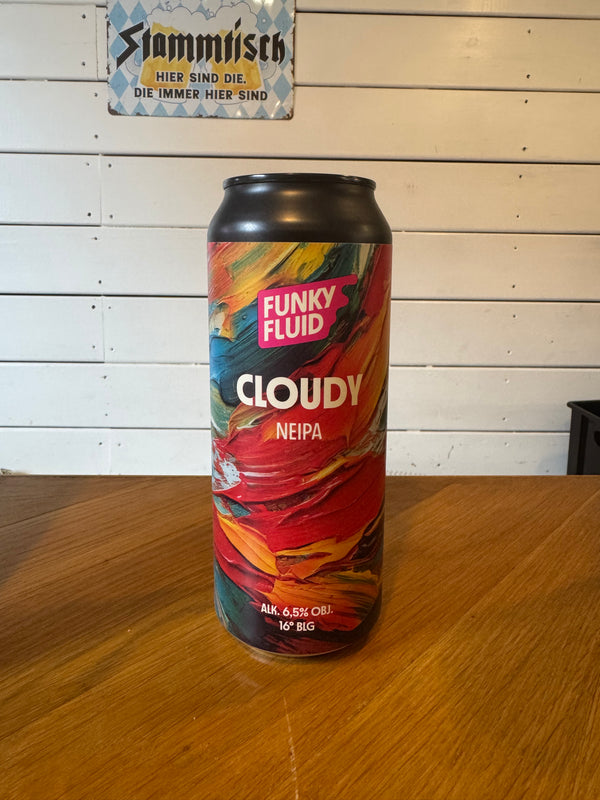 Stammtisch
HIER SIND DIE.
DIE IMMER HIER SIND
FUNKY
FLUID
CLOUDY
NEIPA
ALK. 6,5% OBJ.
16° BLG